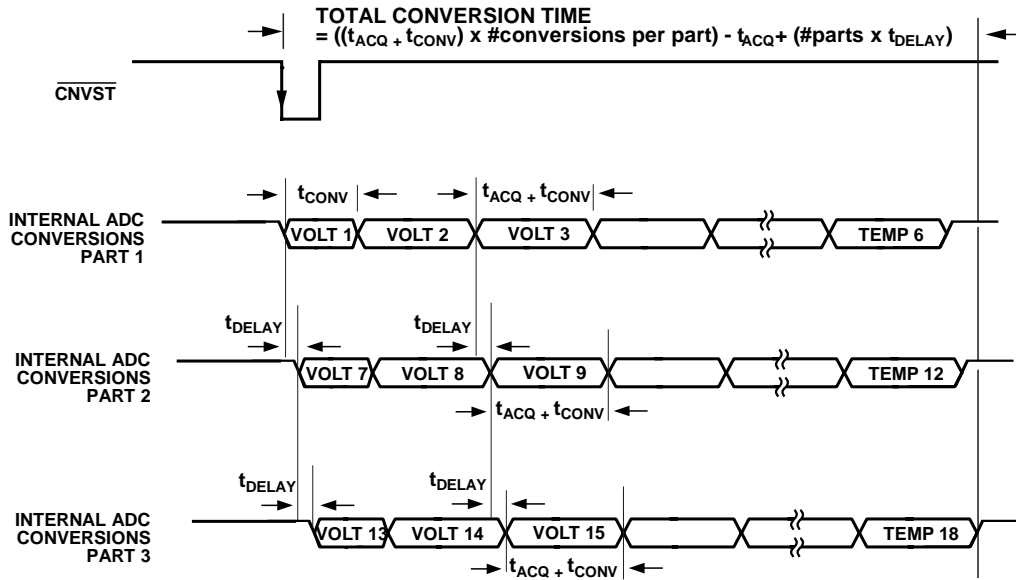 TOTAL CONVERSION TIME
= ((tACQ + tCONV) x #conversions per part) - tACQ+ (#parts x tDELAY)
CNVST
tCONV
tACQ + tCONV
INTERNAL ADC
CONVERSIONS
PART 1
VOLT 1
VOLT 2
VOLT 3
TEMP 6
tDELAY
tDELAY
INTERNAL ADC
CONVERSIONS
PART 2
VOLT 7
VOLT 8
VOLT 9
TEMP 12
tACQ + tCONV
tDELAY
tDELAY
INTERNAL ADC
CONVERSIONS
PART 3
VOLT 13
VOLT 14
VOLT 15
TEMP 18
tACQ + tCONV